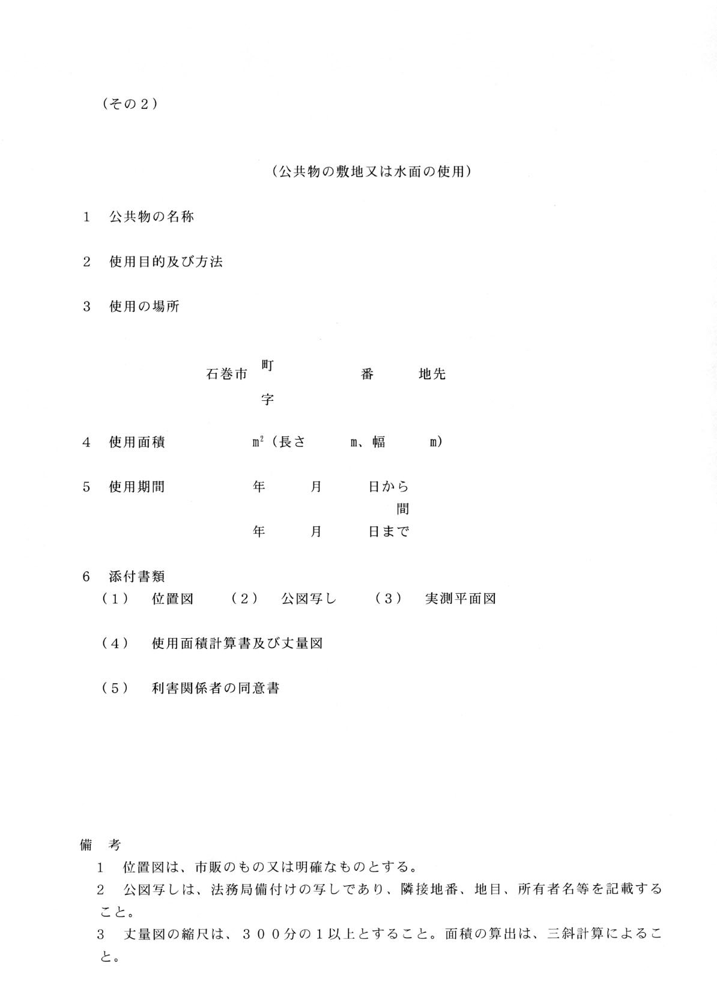 （その２）
（公共物の敷地又は水面の使用）
１　公共物の名称
２　使用目的及び方法
３　使用の場所
町
石巻市　　　　番　　　地先
字
４　使用面積　　　　　　㎡（長さ　　　ｍ、幅　　　ｍ）
５　使用期間　　　　　　年　　　月　　　日から
間
年　　　月　　　日まで
６　添付書類
（１）　位置図　　（２）　公図写し　　（３）　実測平面図
（４）　使用面積計算書及び丈量図
（５）　利害関係者の同意書
備　考
１　位置図は、市販のもの又は明確なものとする。
２　公図写しは、法務局備付けの写しであり、隣接地番、地目、所有者名等を記載する
こと。
３　丈量図の縮尺は、３００分の１以上とすること。面積の算出は、三斜計算によるこ
と。